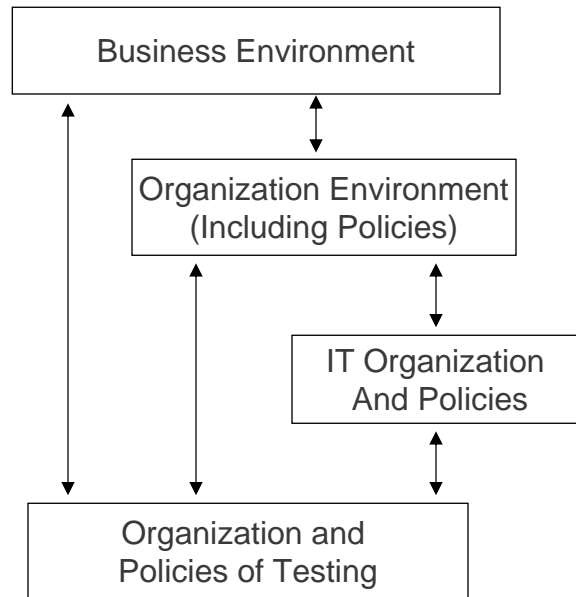 Business Environment
Organization Environment
(Including Policies)
IT Organization
And Policies
Organization and
Policies of Testing